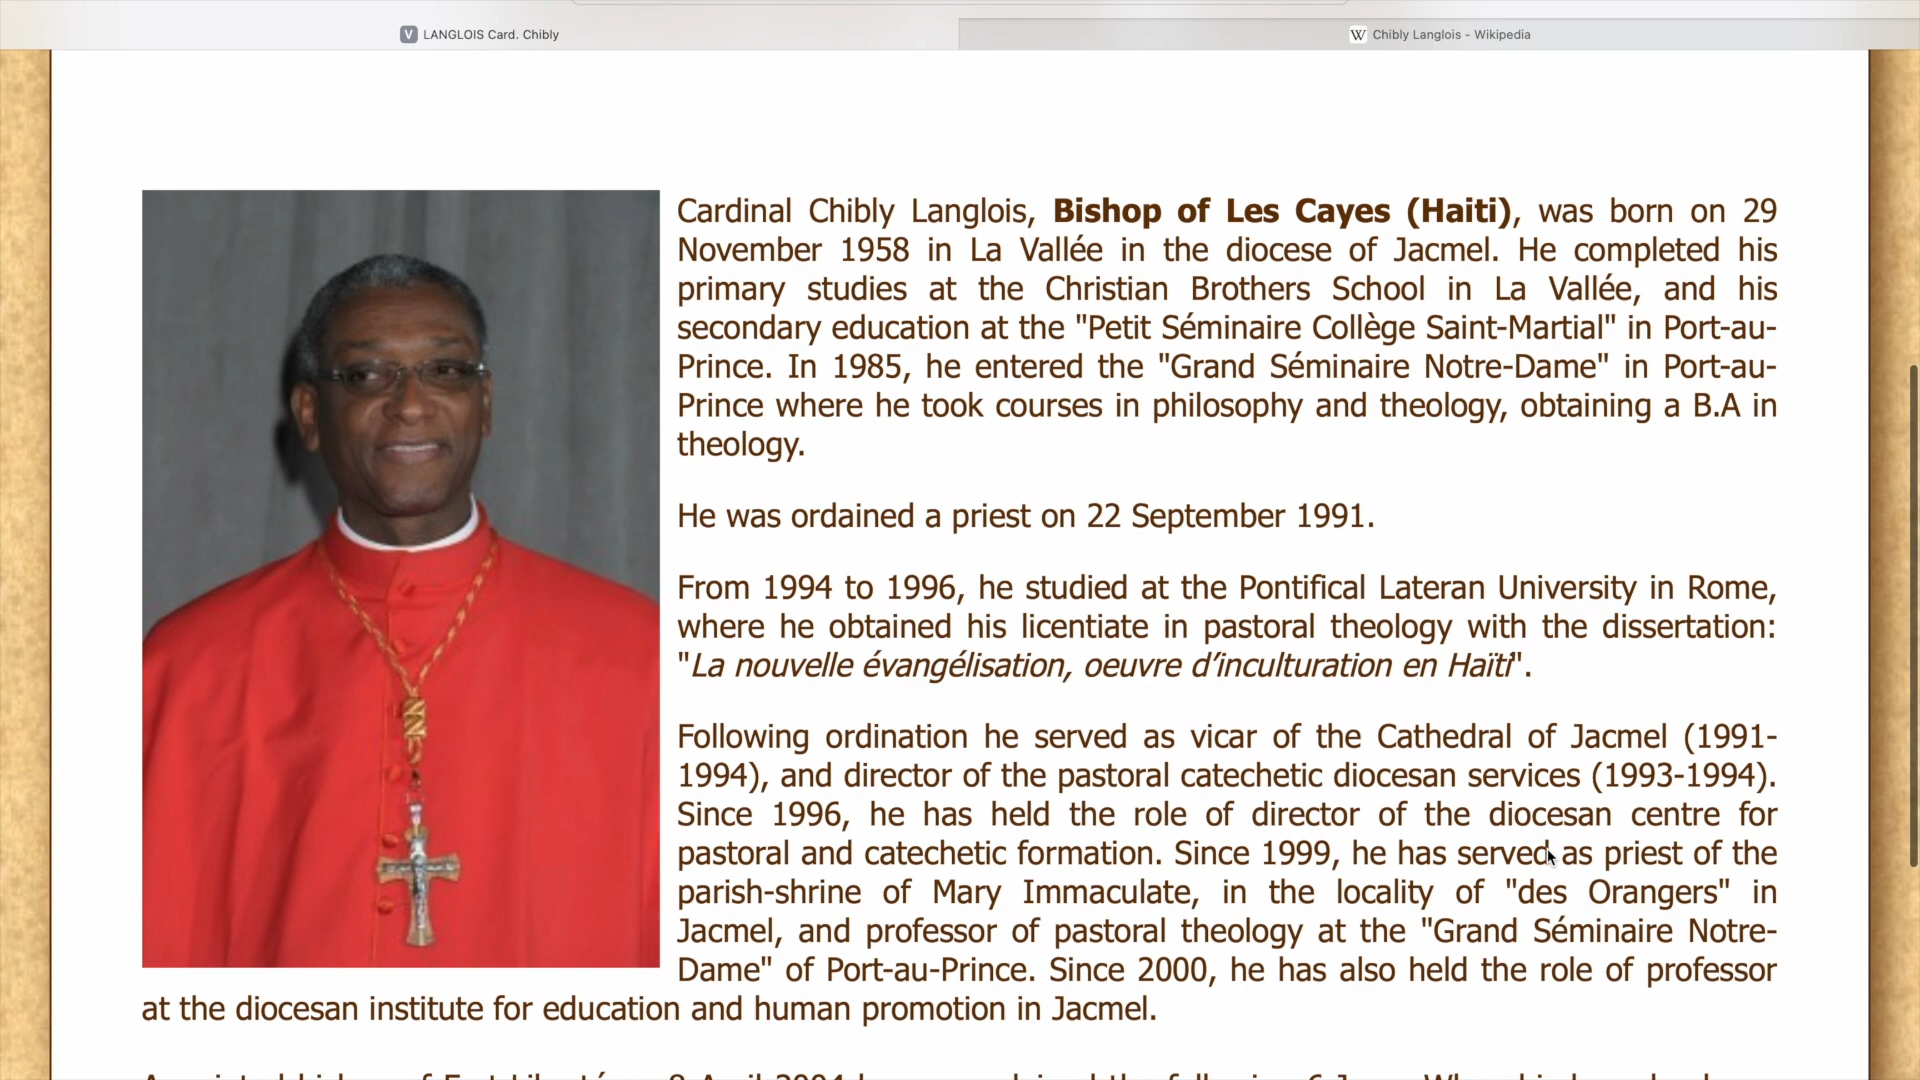 V LANGLOIS Card. Chibly
W Chibly Langlois - Wikipedia
Cardinal Chibly Langlois, Bishop of Les Cayes (Haiti), was born on 29
November 1958 in La Vallée in the diocese of Jacmel. He completed his
primary studies at the Christian Brothers School in La Vallée, and his
secondary education at the "Petit Séminaire Collège Saint-Martial" in Port-au-
Prince. In 1985, he entered the "Grand Séminaire Notre-Dame" in Port-au-
Prince where he took courses in philosophy and theology, obtaining a B.A in
theology.
He was ordained a priest on 22 September 1991.
From 1994 to 1996, he studied at the Pontifical Lateran University in Rome,
where he obtained his licentiate in pastoral theology with the dissertation:
"La nouvelle évangélisation, oeuvre d’inculturation en Haïti".
Following ordination he served as vicar of the Cathedral of Jacmel (1991-
1994), and director of the pastoral catechetic diocesan services (1993-1994).
Since 1996, he has held the role of director of the diocesan centre for
pastoral and catechetic formation. Since 1999, he has served as priest of the
parish-shrine of Mary Immaculate, in the locality of "des Orangers" in
Jacmel, and professor of pastoral theology at the "Grand Séminaire Notre-
Dame" of Port-au-Prince. Since 2000, he has also held the role of professor
at the diocesan institute for education and human promotion in Jacmel.